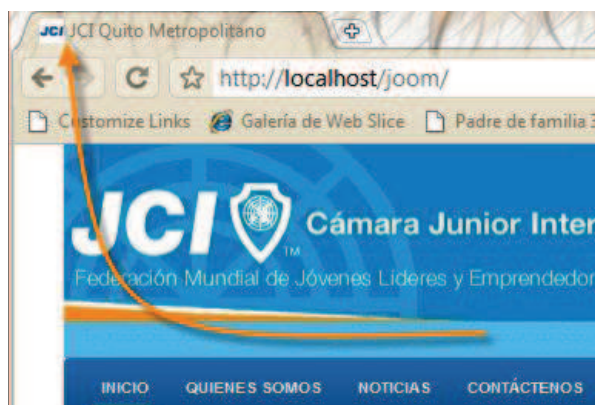 JCI JCI Quito Metropolitano
http://localhost/joom/
Customize Links Galería de Web Slice Padre de familia 3
JCI Cámara Junior Inter
TM
Federación Mundial de Jóvenes Lideres y Emprendedor
INICIO QUIENES SOMOS NOTICIAS CONTÁCTENOS